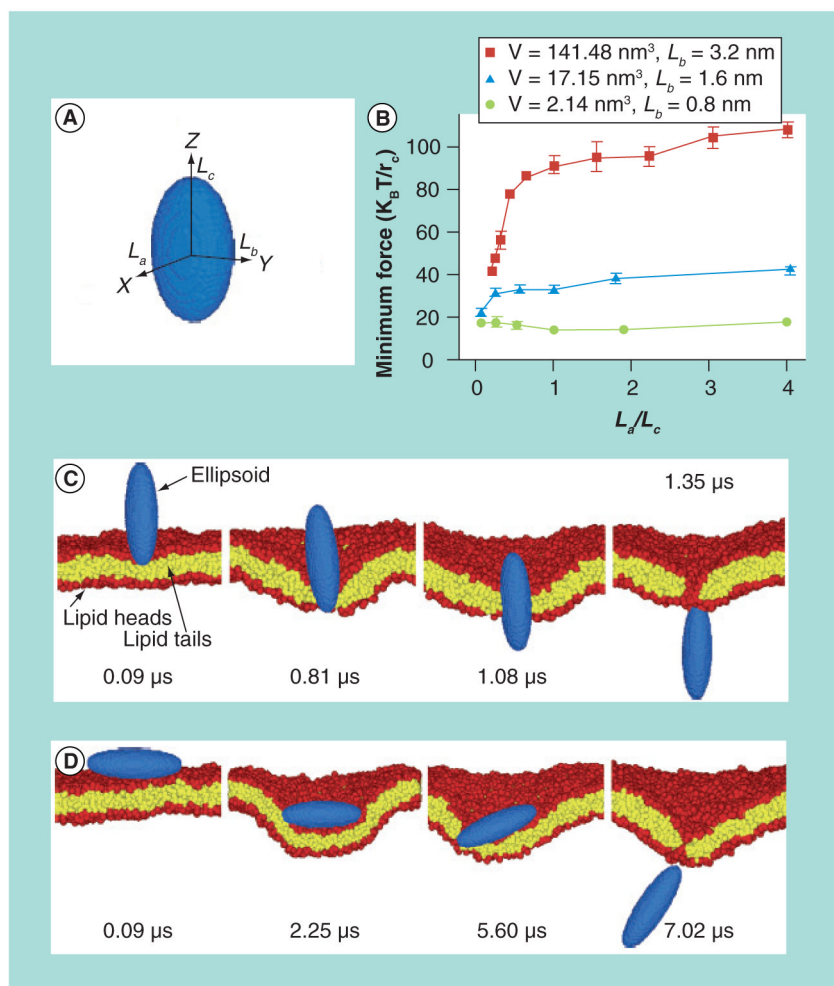 V = 141.48 nm³, L_b = 3.2 nm
V = 17.15 nm³, L_b = 1.6 nm
V = 2.14 nm³, L_b = 0.8 nm
A
Z
L_c
L_a
L_b
X
Y
B
Minimum force (K_BT/r_c)
100
80
60
40
20
0
0 1 2 3 4
L_a/L_c
C
Ellipsoid
1.35 µs
Lipid heads
Lipid tails
0.09 µs 0.81 µs 1.08 µs
D
0.09 µs 2.25 µs 5.60 µs 7.02 µs